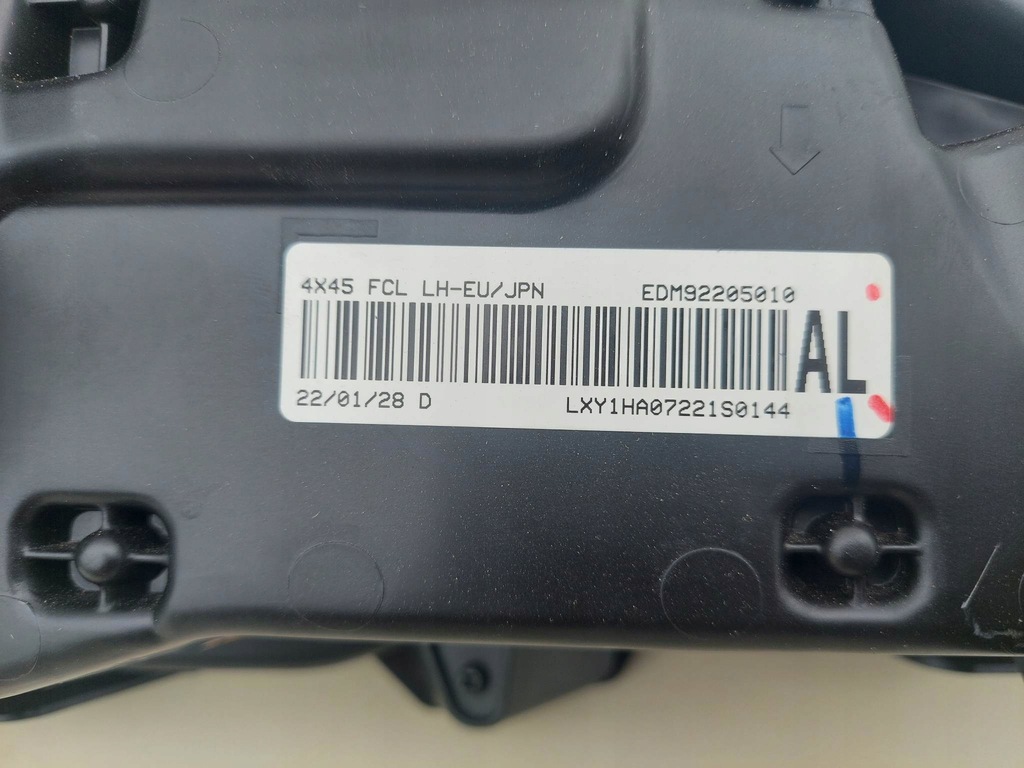 4X45 FCL LH-EU/JPN EDM92205010
AL
22/01/28 D LXY1HA07221S0144